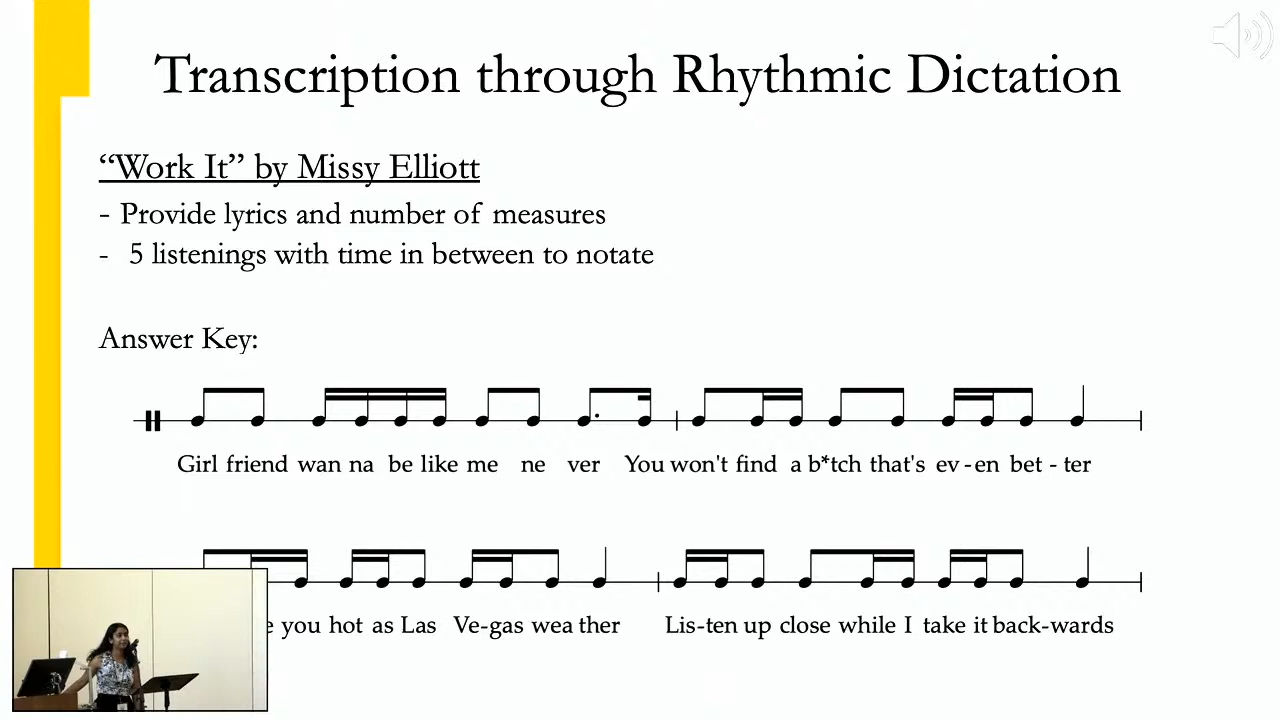 Transcription through Rhythmic Dictation
“Work It” by Missy Elliott
- Provide lyrics and number of measures
- 5 listenings with time in between to notate
Answer Key:
Girl friend wan na be like me ne ver You won't find a b*tch that's ev-en bet-ter
you hot as Las Ve-gas wea ther Lis-ten up close while I take it back-wards